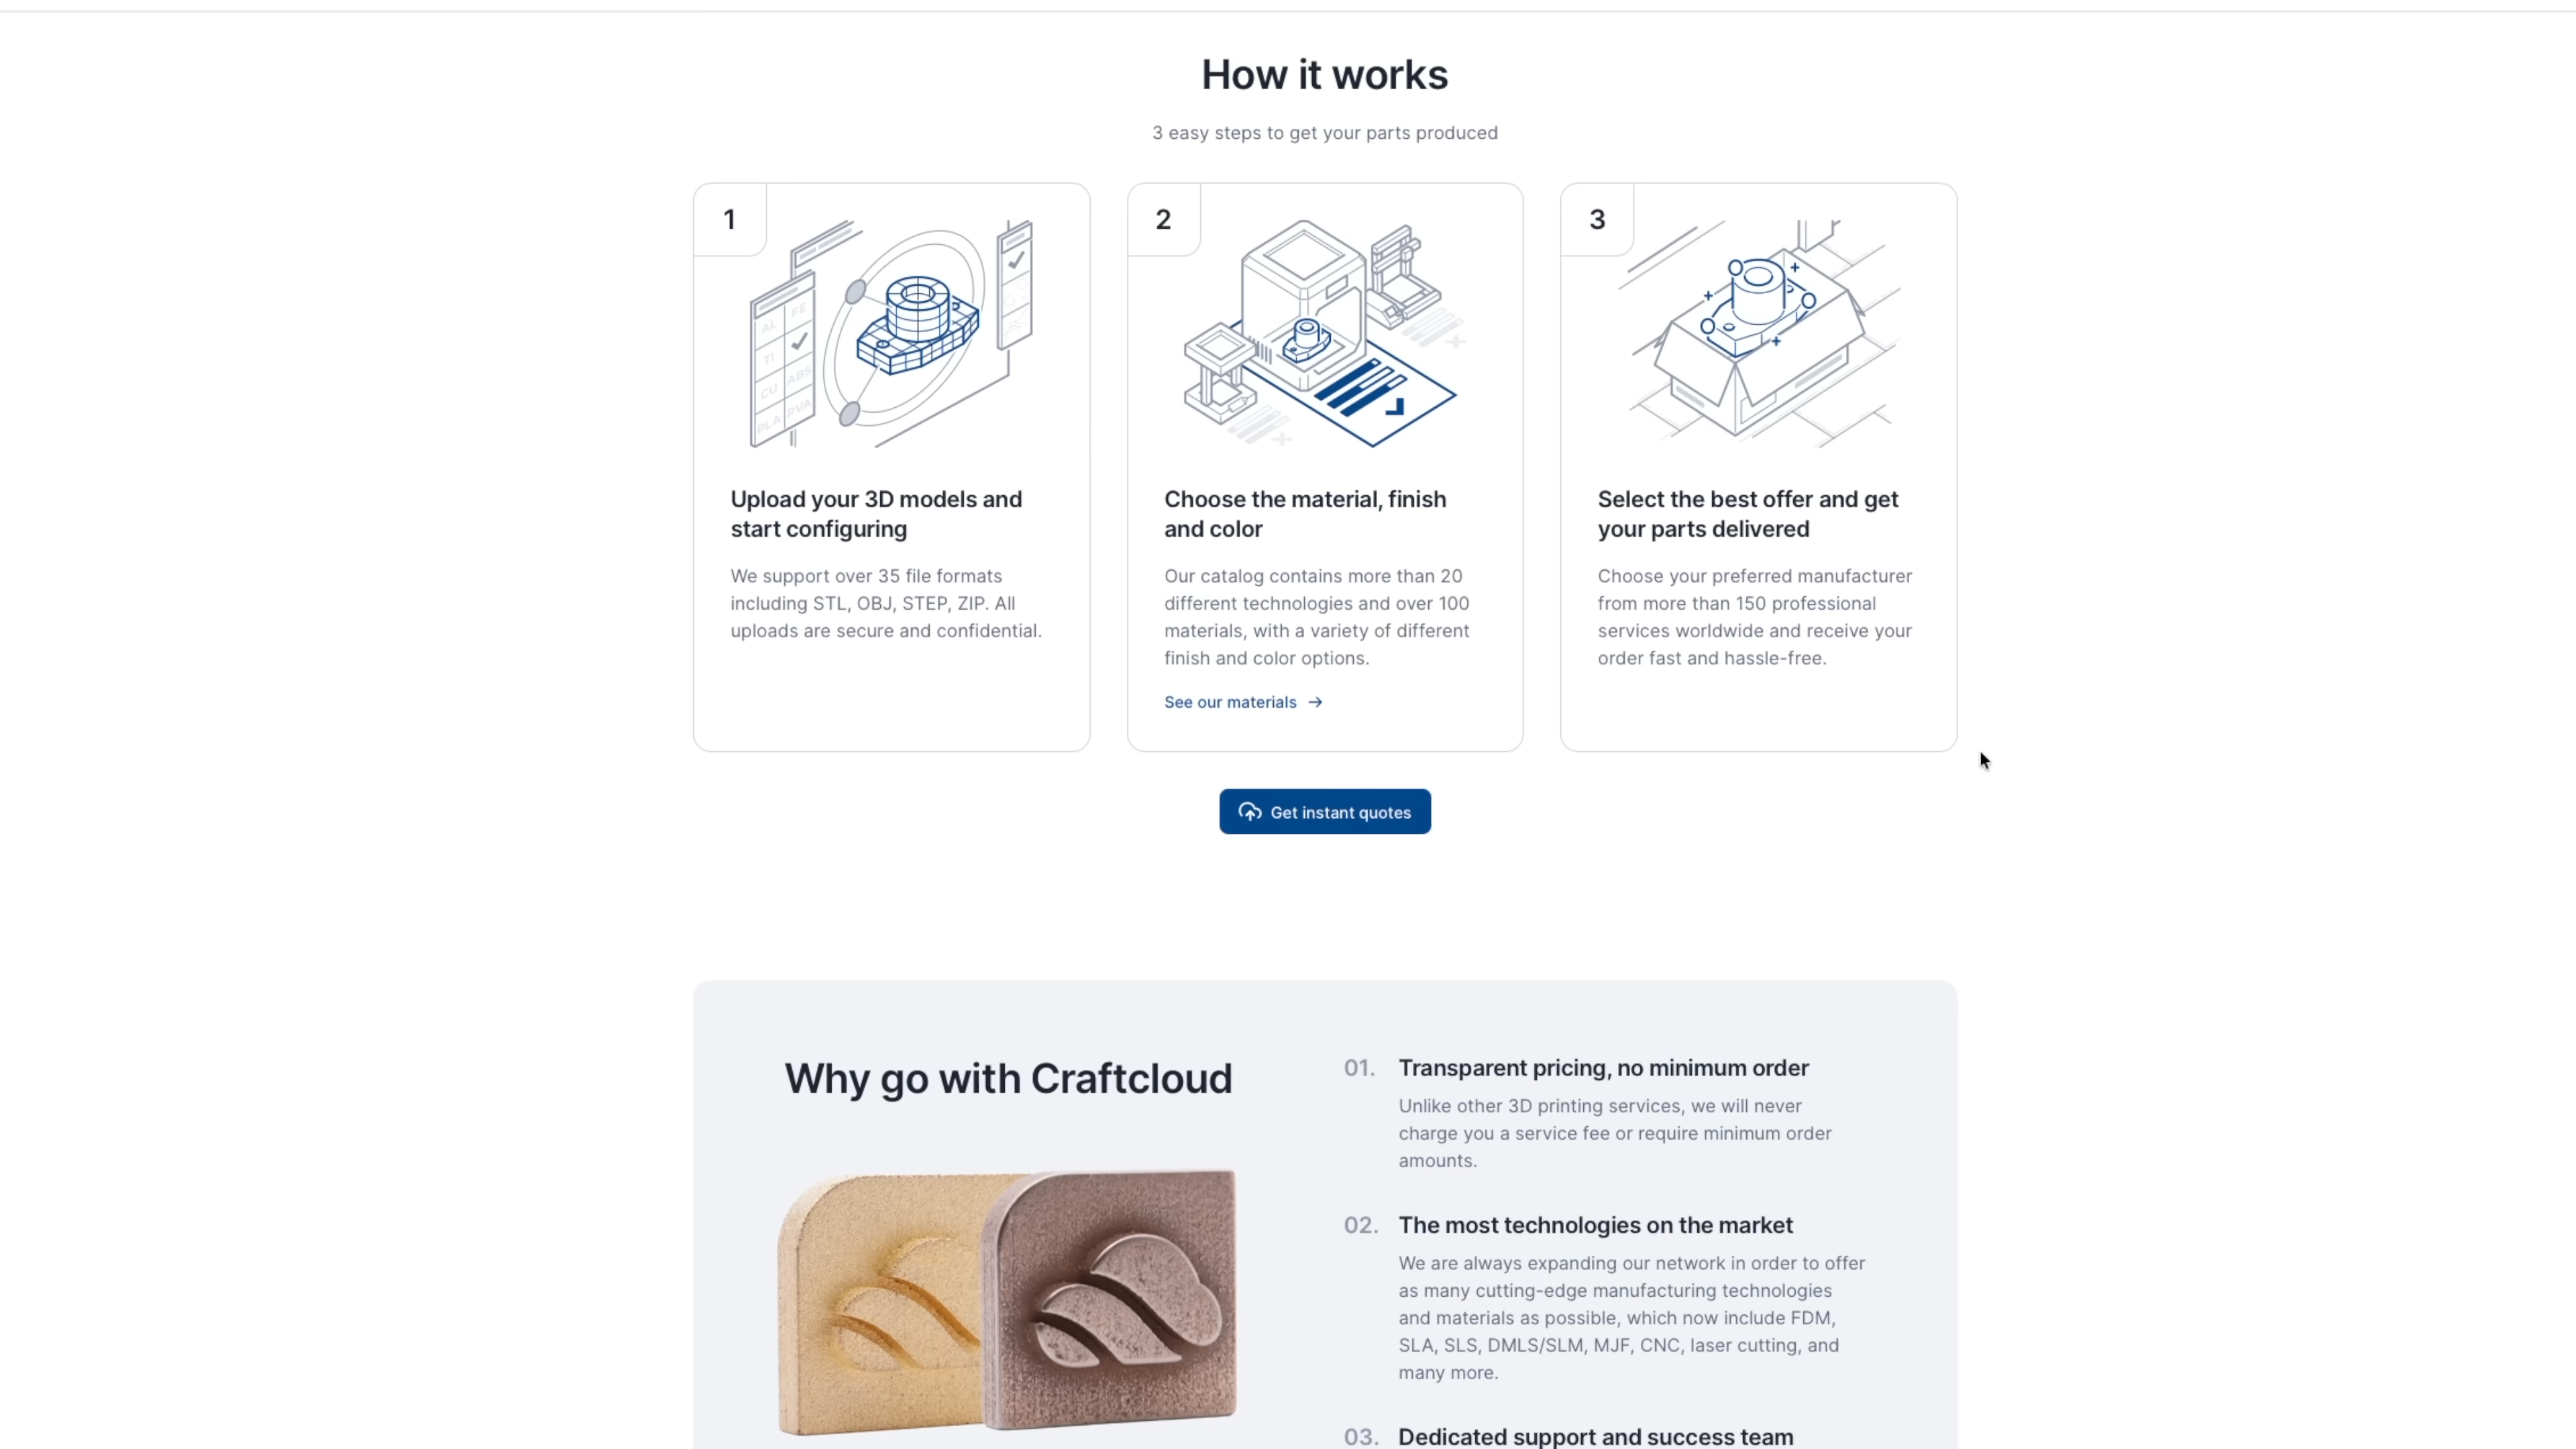 How it works
3 easy steps to get your parts produced
1
AL FE
TI
CU ABS
PLA PVA
Upload your 3D models and
start configuring
We support over 35 file formats
including STL, OBJ, STEP, ZIP. All
uploads are secure and confidential.
2
Choose the material, finish
and color
Our catalog contains more than 20
different technologies and over 100
materials, with a variety of different
finish and color options.
See our materials →
3
Select the best offer and get
your parts delivered
Choose your preferred manufacturer
from more than 150 professional
services worldwide and receive your
order fast and hassle-free.
Get instant quotes
Why go with Craftcloud
01. Transparent pricing, no minimum order
Unlike other 3D printing services, we will never
charge you a service fee or require minimum order
amounts.
02. The most technologies on the market
We are always expanding our network in order to offer
as many cutting-edge manufacturing technologies
and materials as possible, which now include FDM,
SLA, SLS, DMLS/SLM, MJF, CNC, laser cutting, and
many more.
03. Dedicated support and success team